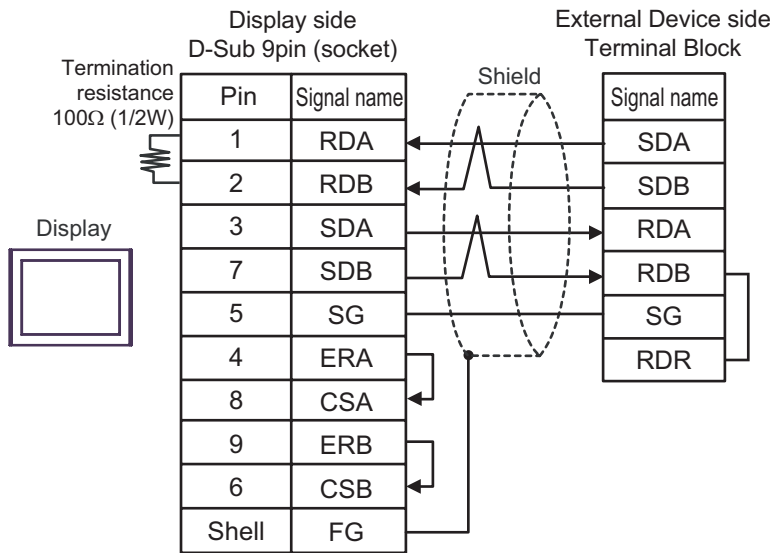 Display side
D-Sub 9pin (socket)
External Device side
Terminal Block
Termination
resistance
100Ω (1/2W)
Shield
Pin Signal name
Signal name
1 RDA
SDA
2 RDB
SDB
3 SDA
RDA
Display
7 SDB
RDB
5 SG
SG
4 ERA
RDR
8 CSA
9 ERB
6 CSB
Shell FG